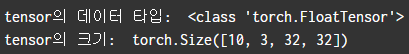 tensor의 데이터 타입:  <class 'torch.FloatTensor'>
tensor의 크기:  torch.Size([10, 3, 32, 32])